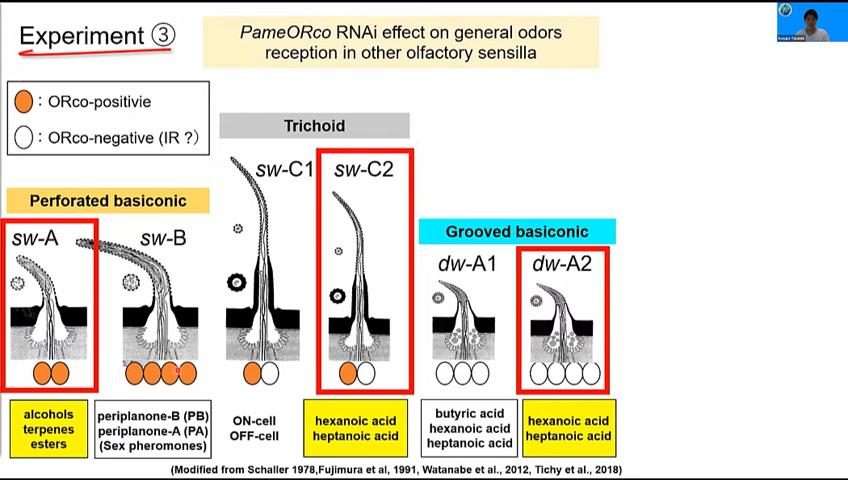 Experiment ③
PameORco RNAi effect on general odors
reception in other olfactory sensilla
: ORco-positivie
: ORco-negative (IR ?)
Trichoid
sw-C1
sw-C2
Perforated basiconic
Grooved basiconic
sw-A
sw-B
dw-A1
dw-A2
alcohols
terpenes
esters
periplanone-B (PB)
periplanone-A (PA)
(Sex pheromones)
ON-cell
OFF-cell
hexanoic acid
heptanoic acid
butyric acid
hexanoic acid
heptanoic acid
hexanoic acid
heptanoic acid
(Modified from Schaller 1978,Fujimura et al, 1991, Watanabe et al., 2012, Tichy et al., 2018)